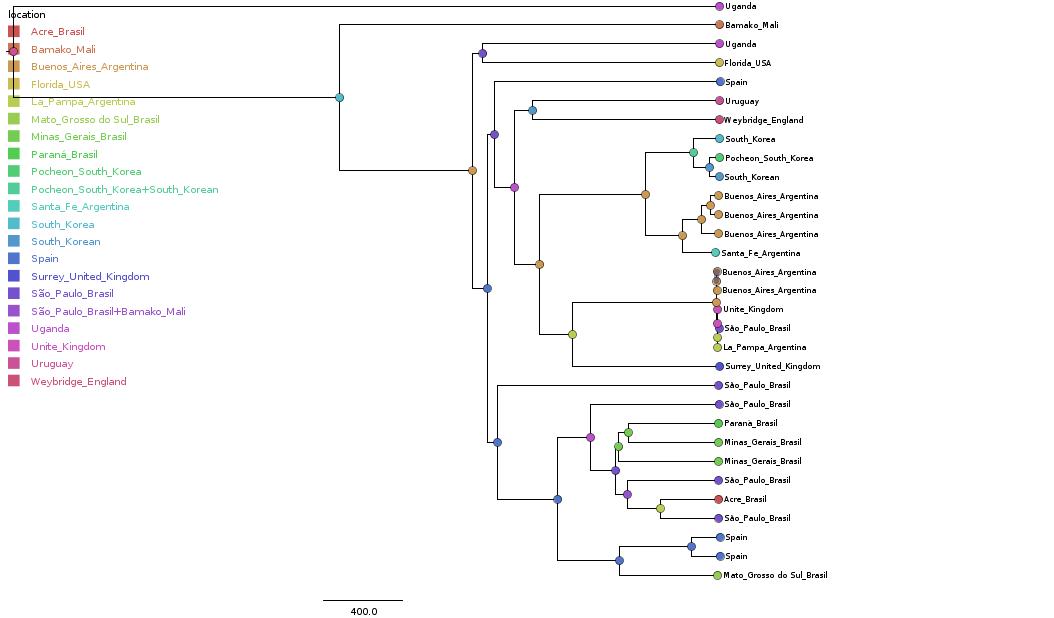 location
Acre_Brasil
Bamako_Mali
Buenos_Aires_Argentina
Florida_USA
La_Pampa_Argentina
Mato_Grosso do Sul_Brasil
Minas_Gerais_Brasil
Paraná_Brasil
Pocheon_South_Korea
Pocheon_South_Korea+South_Korean
Santa_Fe_Argentina
South_Korea
South_Korean
Spain
Surrey_United_Kingdom
São_Paulo_Brasil
São_Paulo_Brasil+Bamako_Mali
Uganda
Unite_Kingdom
Uruguay
Weybridge_England
Uganda
Bamako_Mali
Uganda
Florida_USA
Spain
Uruguay
Weybridge_England
South_Korea
Pocheon_South_Korea
South_Korean
Buenos_Aires_Argentina
Buenos_Aires_Argentina
Buenos_Aires_Argentina
Santa_Fe_Argentina
Buenos_Aires_Argentina
Buenos_Aires_Argentina
Unite_Kingdom
São_Paulo_Brasil
La_Pampa_Argentina
Surrey_United_Kingdom
São_Paulo_Brasil
São_Paulo_Brasil
Paraná_Brasil
Minas_Gerais_Brasil
Minas_Gerais_Brasil
São_Paulo_Brasil
Acre_Brasil
São_Paulo_Brasil
Spain
Spain
Mato_Grosso do Sul_Brasil
400.0